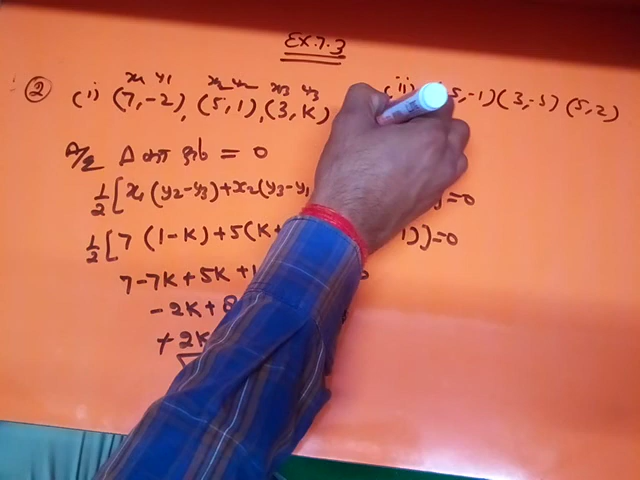 Ex.7.3
② (i) (7,-2), (5,1), (3,K) (ii) 5,-1) (3,-5) (5,2)
x1 y1 x2 y2 x3 y3
Δ का क्षे० = 0
1/2 [x1 (y2-y3)+x2(y3-y1 =0
1/2 [7 (1-K)+5(K+ )]=0
7-7K+5K+
-2K+8
+2K